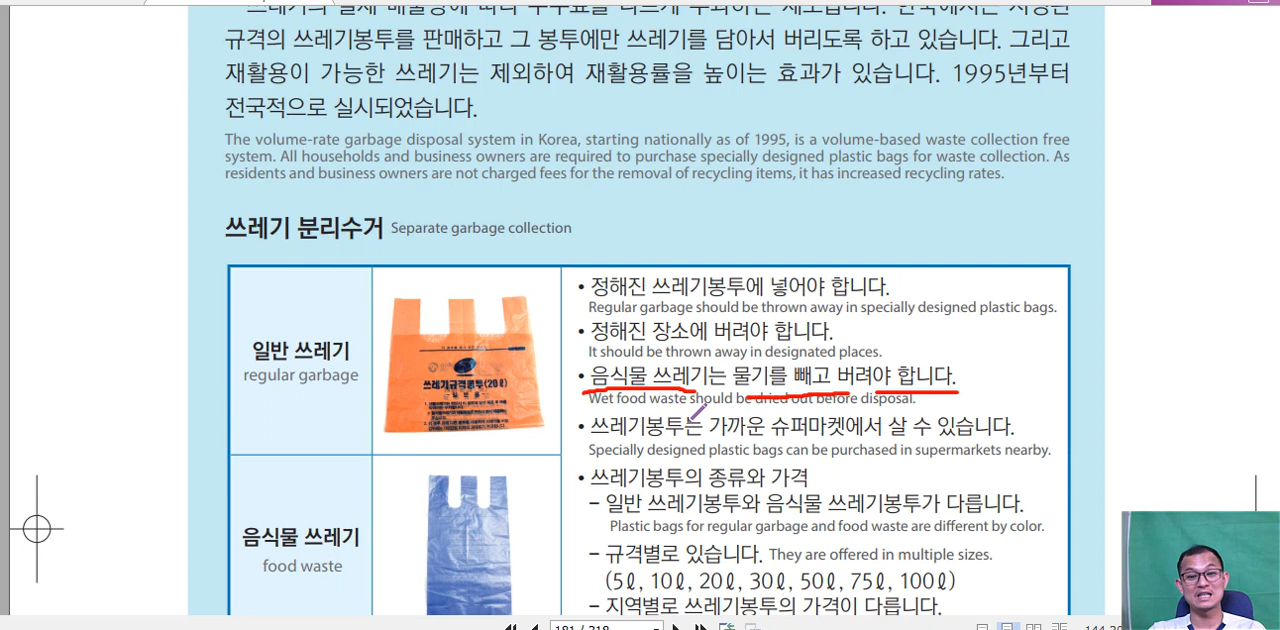 규격의 쓰레기봉투를 판매하고 그 봉투에만 쓰레기를 담아서 버리도록 하고 있습니다. 그리고
재활용이 가능한 쓰레기는 제외하여 재활용률을 높이는 효과가 있습니다. 1995년부터
전국적으로 실시되었습니다.
The volume-rate garbage disposal system in Korea, starting nationally as of 1995, is a volume-based waste collection free
system. All households and business owners are required to purchase specially designed plastic bags for waste collection. As
residents and business owners are not charged fees for the removal of recycling items, it has increased recycling rates.
쓰레기 분리수거 Separate garbage collection
일반 쓰레기
regular garbage
쓰레기규격봉투(20ℓ)
• 정해진 쓰레기봉투에 넣어야 합니다.
Regular garbage should be thrown away in specially designed plastic bags.
• 정해진 장소에 버려야 합니다.
It should be thrown away in designated places.
• 음식물 쓰레기는 물기를 빼고 버려야 합니다.
Wet food waste should be dried out before disposal.
• 쓰레기봉투는 가까운 슈퍼마켓에서 살 수 있습니다.
Specially designed plastic bags can be purchased in supermarkets nearby.
음식물 쓰레기
food waste
• 쓰레기봉투의 종류와 가격
– 일반 쓰레기봉투와 음식물 쓰레기봉투가 다릅니다.
Plastic bags for regular garbage and food waste are different by color.
– 규격별로 있습니다. They are offered in multiple sizes.
(5ℓ, 10ℓ, 20ℓ, 30ℓ, 50ℓ, 75ℓ, 100ℓ)
– 지역별로 쓰레기봉투의 가격이 다릅니다.
181 / 218